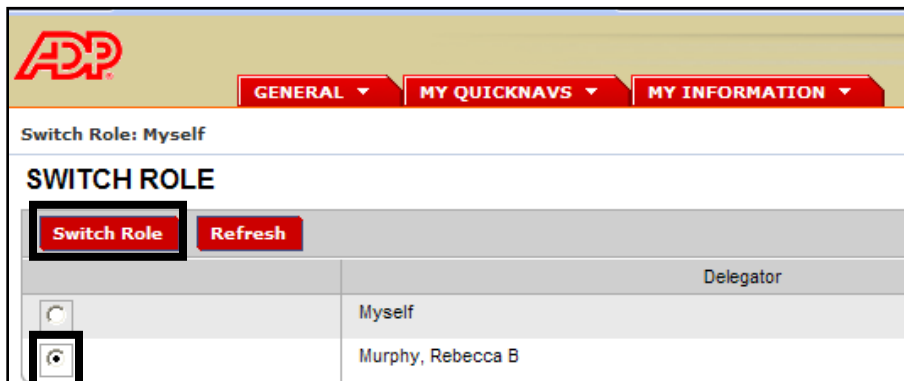 ADP
GENERAL MY QUICKNAVS MY INFORMATION
Switch Role: Myself
SWITCH ROLE
Switch Role Refresh
Delegator
Myself
Murphy, Rebecca B